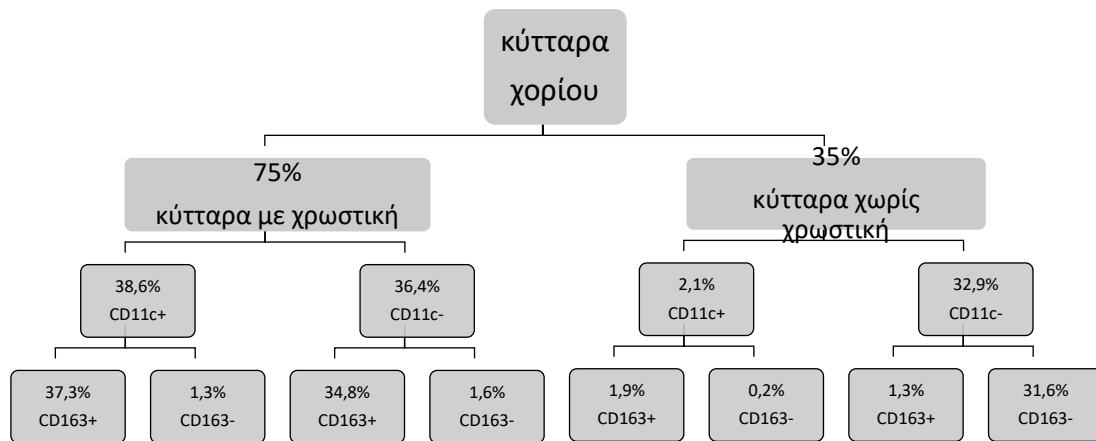 κύτταρα
χορίου
75%
κύτταρα με χρωστική
35%
κύτταρα χωρίς
χρωστική
38,6%
CD11c+
36,4%
CD11c-
2,1%
CD11c+
32,9%
CD11c-
37,3%
CD163+
1,3%
CD163-
34,8%
CD163+
1,6%
CD163-
1,9%
CD163+
0,2%
CD163-
1,3%
CD163+
31,6%
CD163-